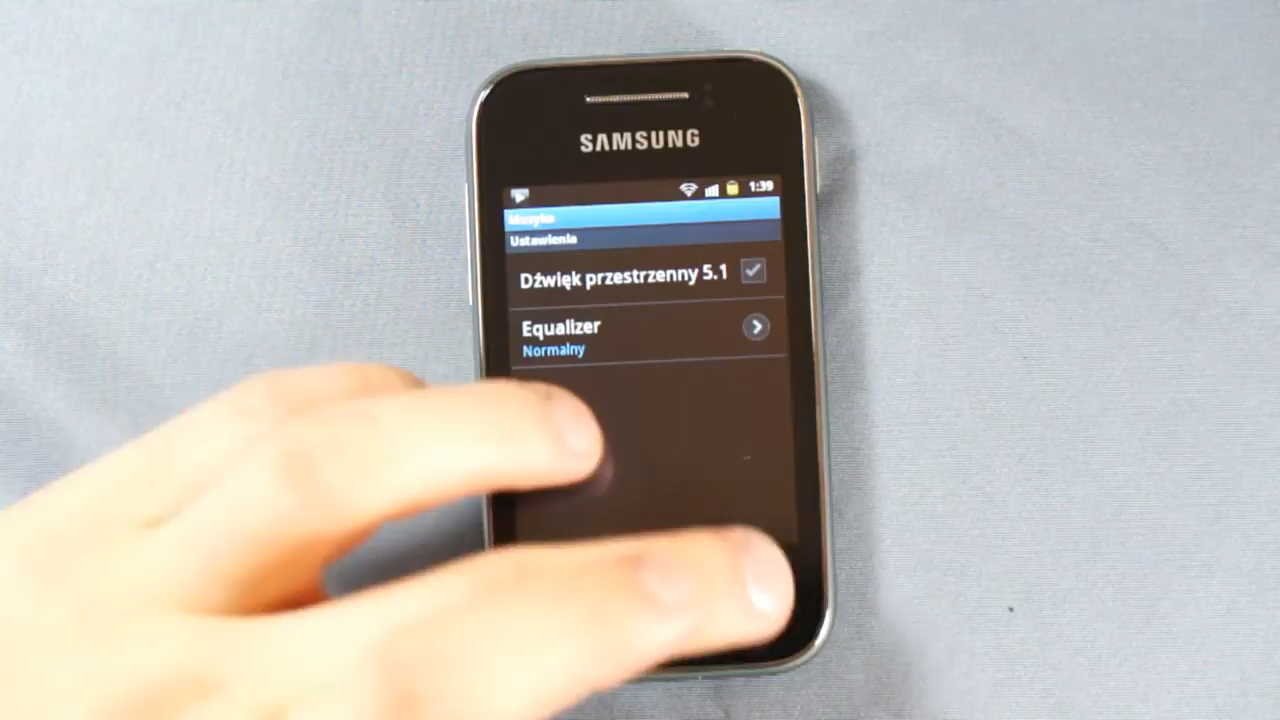 SAMSUNG
1:39
Muzyka
Ustawienia
Dźwięk przestrzenny 5.1
Equalizer
Normalny